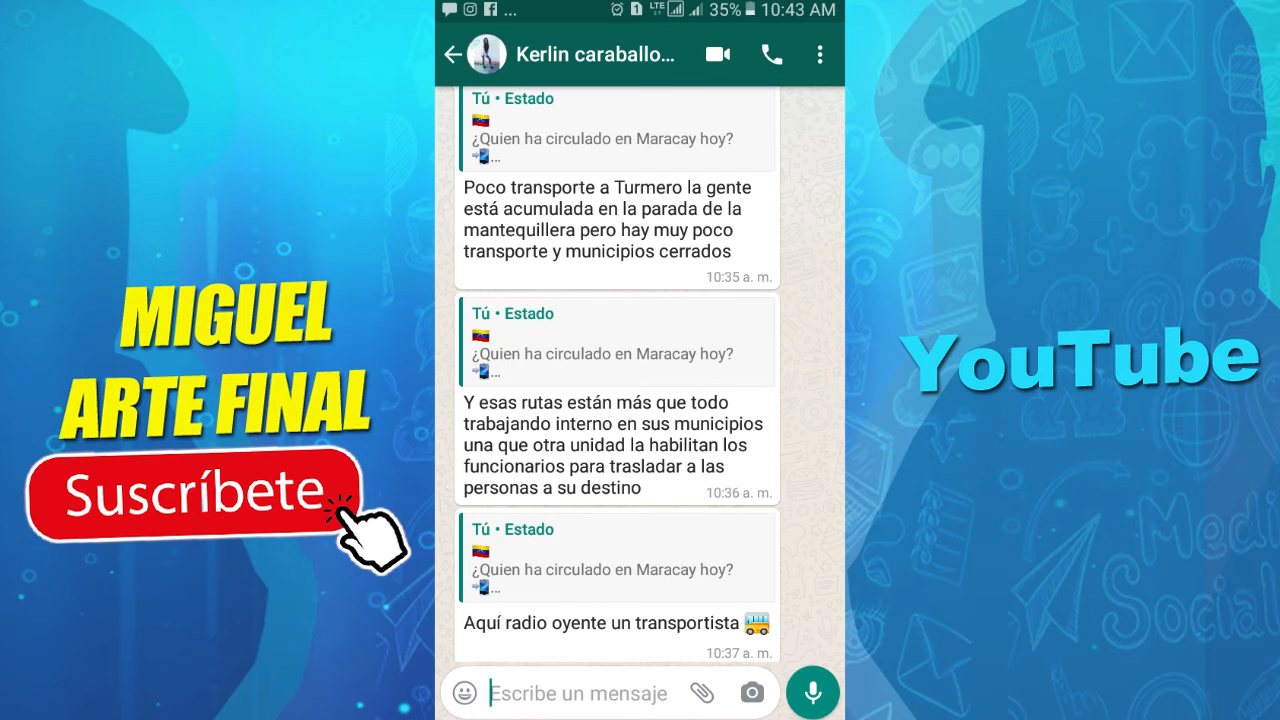 MIGUEL
ARTE FINAL
Suscríbete
... LTE 35% 10:43 AM
Kerlin caraballo...
Tú • Estado
🇻🇪
¿Quien ha circulado en Maracay hoy?
📲...
Poco transporte a Turmero la gente
está acumulada en la parada de la
mantequillera pero hay muy poco
transporte y municipios cerrados
10:35 a. m.
Tú • Estado
🇻🇪
¿Quien ha circulado en Maracay hoy?
📲...
Y esas rutas están más que todo
trabajando interno en sus municipios
una que otra unidad la habilitan los
funcionarios para trasladar a las
personas a su destino 10:36 a. m.
Tú • Estado
🇻🇪
¿Quien ha circulado en Maracay hoy?
📲...
Aquí radio oyente un transportista 🚌
10:37 a. m.
Escribe un mensaje
YouTube
Media
Social